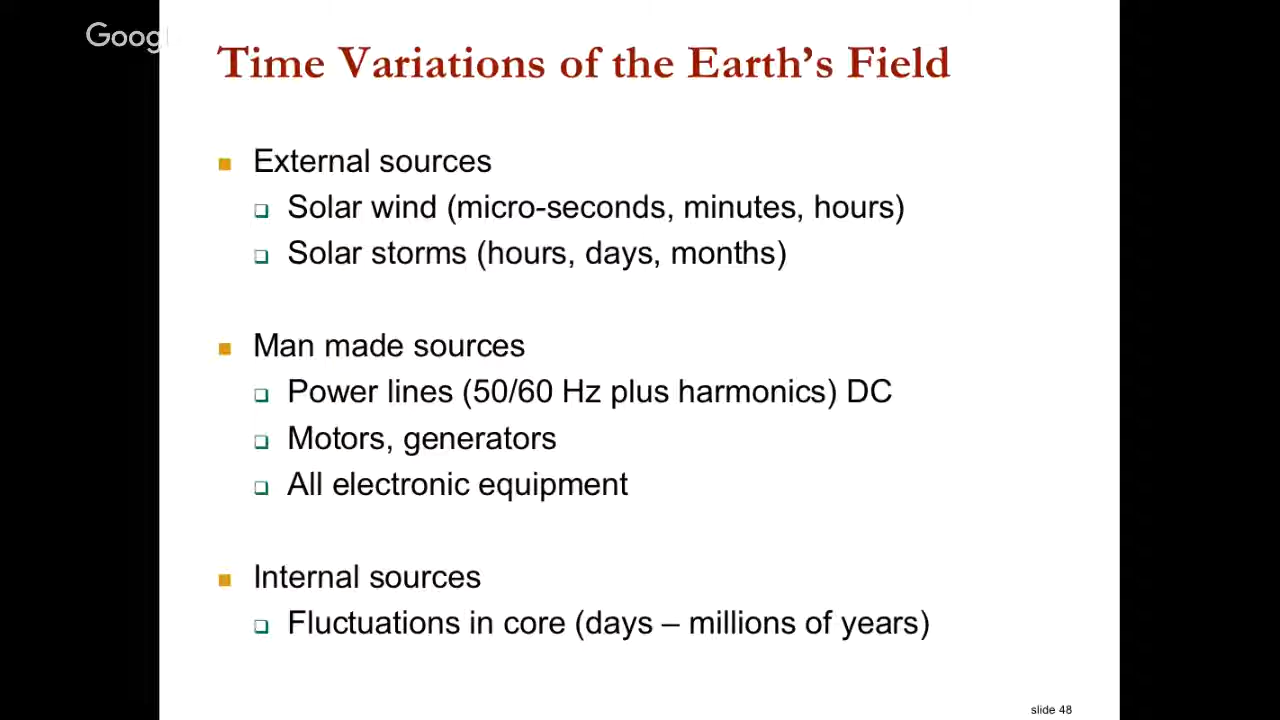 Google
Time Variations of the Earth's Field
External sources
Solar wind (micro-seconds, minutes, hours)
Solar storms (hours, days, months)
Man made sources
Power lines (50/60 Hz plus harmonics) DC
Motors, generators
All electronic equipment
Internal sources
Fluctuations in core (days – millions of years)
slide 48